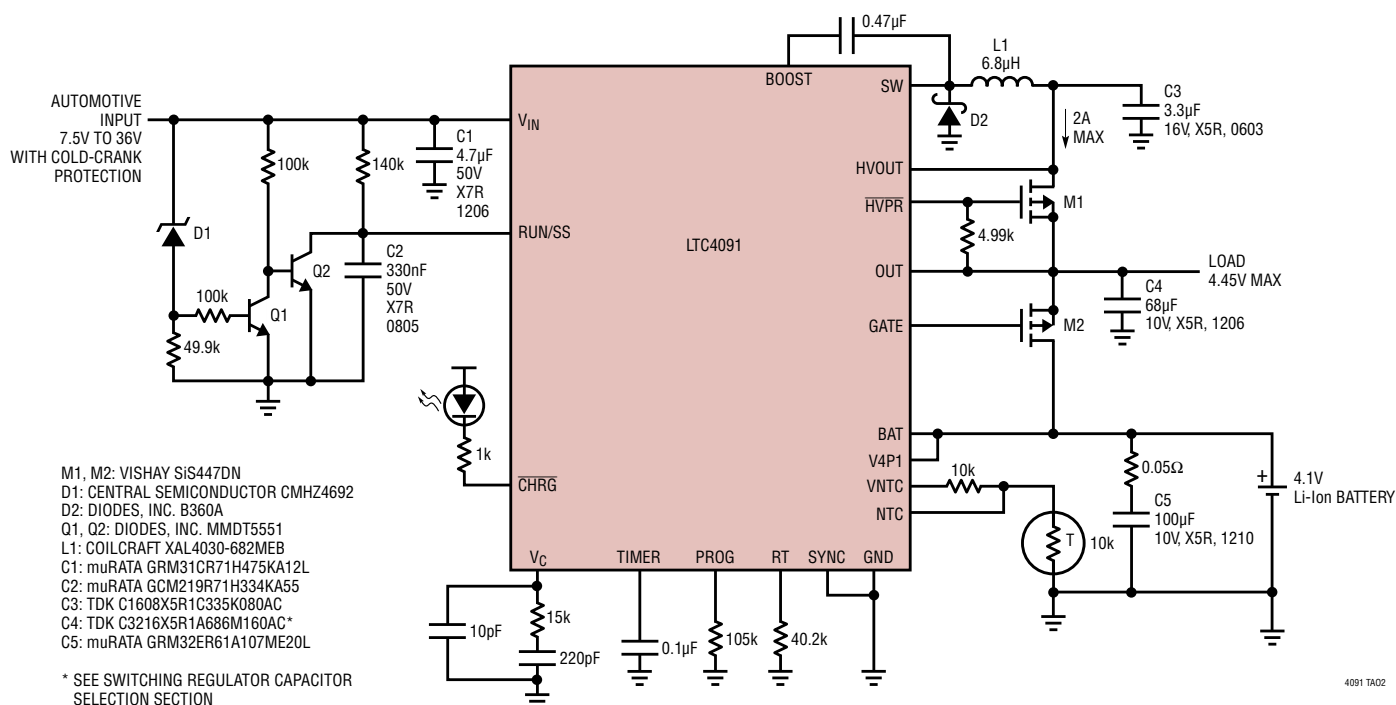 0.47µF
L1
6.8µH
BOOST
SW
AUTOMOTIVE
INPUT
7.5V TO 36V
WITH COLD-CRANK
PROTECTION
VIN
C1
4.7µF
50V
X7R
1206
100k
140k
D2
2A
MAX
C3
3.3µF
16V, X5R, 0603
HVOUT
HVPR
M1
4.99k
D1
RUN/SS
LTC4091
Q2
C2
330nF
50V
X7R
0805
OUT
LOAD
4.45V MAX
C4
68µF
10V, X5R, 1206
100k
Q1
49.9k
GATE
M2
BAT
V4P1
VNTC
NTC
10k
0.05Ω
C5
100µF
10V, X5R, 1210
+
4.1V
Li-Ion BATTERY
T
10k
1k
CHRG
VC
TIMER
PROG
RT
SYNC
GND
10pF
15k
220pF
0.1µF
105k
40.2k
M1, M2: VISHAY SiS447DN
D1: CENTRAL SEMICONDUCTOR CMHZ4692
D2: DIODES, INC. B360A
Q1, Q2: DIODES, INC. MMDT5551
L1: COILCRAFT XAL4030-682MEB
C1: muRATA GRM31CR71H475KA12L
C2: muRATA GCM219R71H334KA55
C3: TDK C1608X5R1C335K080AC
C4: TDK C3216X5R1A686M160AC*
C5: muRATA GRM32ER61A107ME20L
* SEE SWITCHING REGULATOR CAPACITOR
SELECTION SECTION
4091 TA02